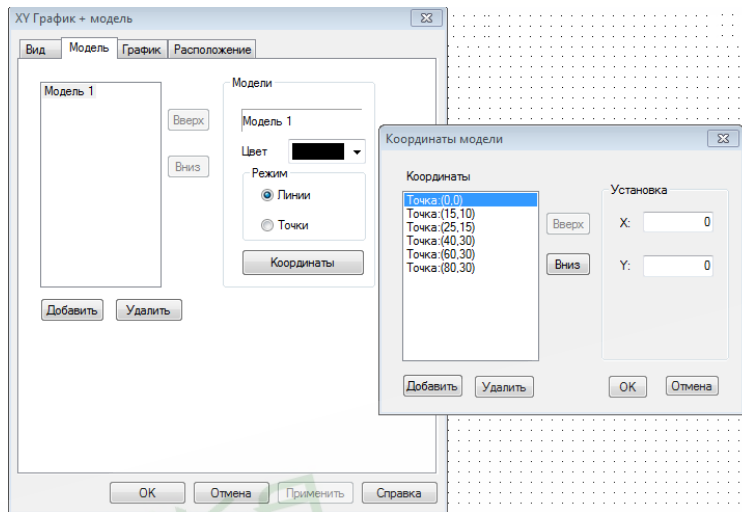 XY График + модель
Вид Модель График Расположение
Модель 1
Вверх
Вниз
Добавить Удалить
Модели
Модель 1
Цвет
Режим
Линии
Точки
Координаты
OK Отмена Применить Справка
Координаты модели
Координаты
Точка:(0,0)
Точка:(15,10)
Точка:(25,15)
Точка:(40,30)
Точка:(60,30)
Точка:(80,30)
Вверх
Вниз
Установка
X: 0
Y: 0
Добавить Удалить
OK Отмена